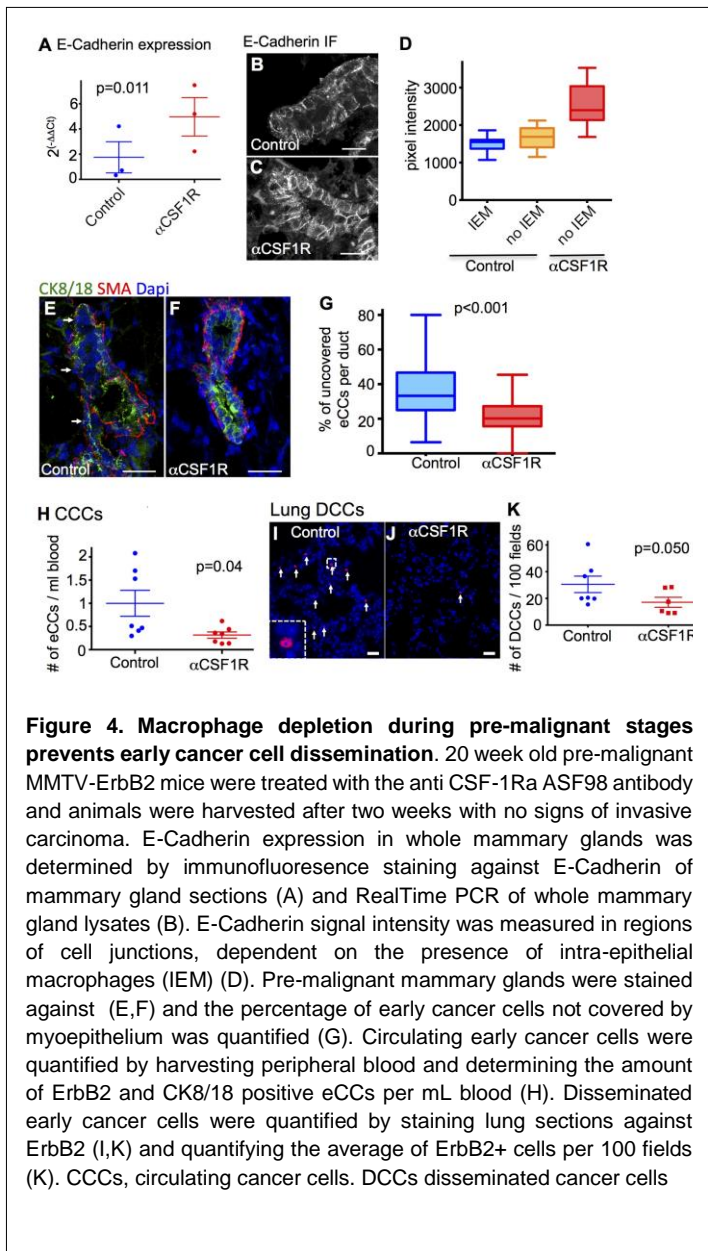 A E-Cadherin expression
p=0.011
2(-ΔΔCt)
6
4
2
0
Control
αCSF1R
E-Cadherin IF
B
Control
C
αCSF1R
D
pixel intensity
3000
2000
1000
0
IEM
no IEM
no IEM
Control
αCSF1R
CK8/18 SMA Dapi
E
Control
F
αCSF1R
G
p<0.001
% of uncovered
eCCs per duct
80
60
40
20
0
Control
αCSF1R
H CCCs
p=0.04
# of eCCs / ml blood
2
1.5
1
0.5
0
Control
αCSF1R
Lung DCCs
I Control
J αCSF1R
K
p=0.050
# of DCCs / 100 fields
60
40
20
0
Control
αCSF1R
Figure 4. Macrophage depletion during pre-malignant stages
prevents early cancer cell dissemination. 20 week old pre-malignant
MMTV-ErbB2 mice were treated with the anti CSF-1Ra ASF98 antibody
and animals were harvested after two weeks with no signs of invasive
carcinoma. E-Cadherin expression in whole mammary glands was
determined by immunofluoresence staining against E-Cadherin of
mammary gland sections (A) and RealTime PCR of whole mammary
gland lysates (B). E-Cadherin signal intensity was measured in regions
of cell junctions, dependent on the presence of intra-epithelial
macrophages (IEM) (D). Pre-malignant mammary glands were stained
against (E,F) and the percentage of early cancer cells not covered by
myoepithelium was quantified (G). Circulating early cancer cells were
quantified by harvesting peripheral blood and determining the amount
of ErbB2 and CK8/18 positive eCCs per mL blood (H). Disseminated
early cancer cells were quantified by staining lung sections against
ErbB2 (I,K) and quantifying the average of ErbB2+ cells per 100 fields
(K). CCCs, circulating cancer cells. DCCs disseminated cancer cells